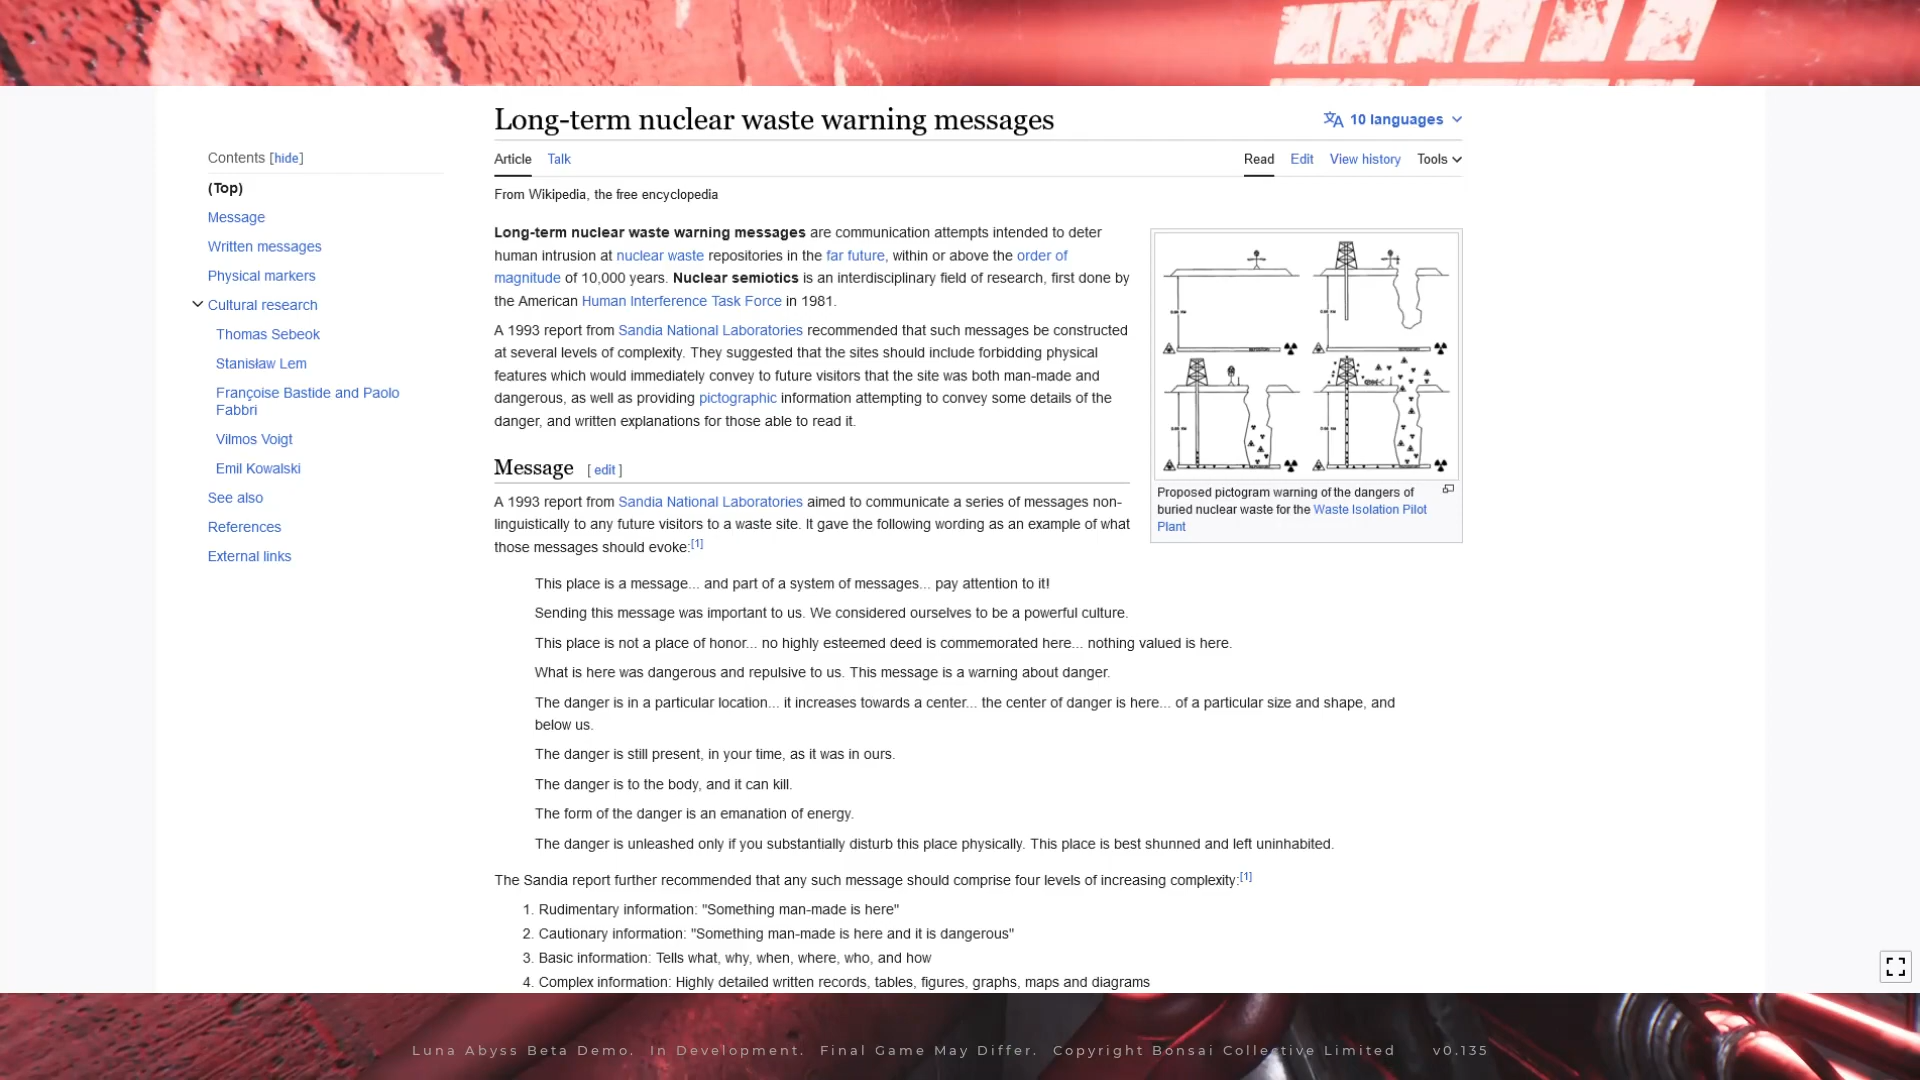 Long-term nuclear waste warning messages
10 languages
Contents [hide]
Article Talk
Read Edit View history Tools
(Top)
From Wikipedia, the free encyclopedia
Message
Written messages
Physical markers
Cultural research
Thomas Sebeok
Stanisław Lem
Françoise Bastide and Paolo
Fabbri
Vilmos Voigt
Emil Kowalski
See also
References
External links
Long-term nuclear waste warning messages are communication attempts intended to deter
human intrusion at nuclear waste repositories in the far future, within or above the order of
magnitude of 10,000 years. Nuclear semiotics is an interdisciplinary field of research, first done by
the American Human Interference Task Force in 1981.
A 1993 report from Sandia National Laboratories recommended that such messages be constructed
at several levels of complexity. They suggested that the sites should include forbidding physical
features which would immediately convey to future visitors that the site was both man-made and
dangerous, as well as providing pictographic information attempting to convey some details of the
danger, and written explanations for those able to read it.
Proposed pictogram warning of the dangers of
buried nuclear waste for the Waste Isolation Pilot
Plant
Message [ edit ]
A 1993 report from Sandia National Laboratories aimed to communicate a series of messages non-
linguistically to any future visitors to a waste site. It gave the following wording as an example of what
those messages should evoke:[1]
This place is a message... and part of a system of messages... pay attention to it!
Sending this message was important to us. We considered ourselves to be a powerful culture.
This place is not a place of honor... no highly esteemed deed is commemorated here... nothing valued is here.
What is here was dangerous and repulsive to us. This message is a warning about danger.
The danger is in a particular location... it increases towards a center... the center of danger is here... of a particular size and shape, and
below us.
The danger is still present, in your time, as it was in ours.
The danger is to the body, and it can kill.
The form of the danger is an emanation of energy.
The danger is unleashed only if you substantially disturb this place physically. This place is best shunned and left uninhabited.
The Sandia report further recommended that any such message should comprise four levels of increasing complexity:[1]
1. Rudimentary information: "Something man-made is here"
2. Cautionary information: "Something man-made is here and it is dangerous"
3. Basic information: Tells what, why, when, where, who, and how
4. Complex information: Highly detailed written records, tables, figures, graphs, maps and diagrams
Luna Abyss Beta Demo. In Development. Final Game May Differ. Copyright Bonsai Collective Limited v0.135